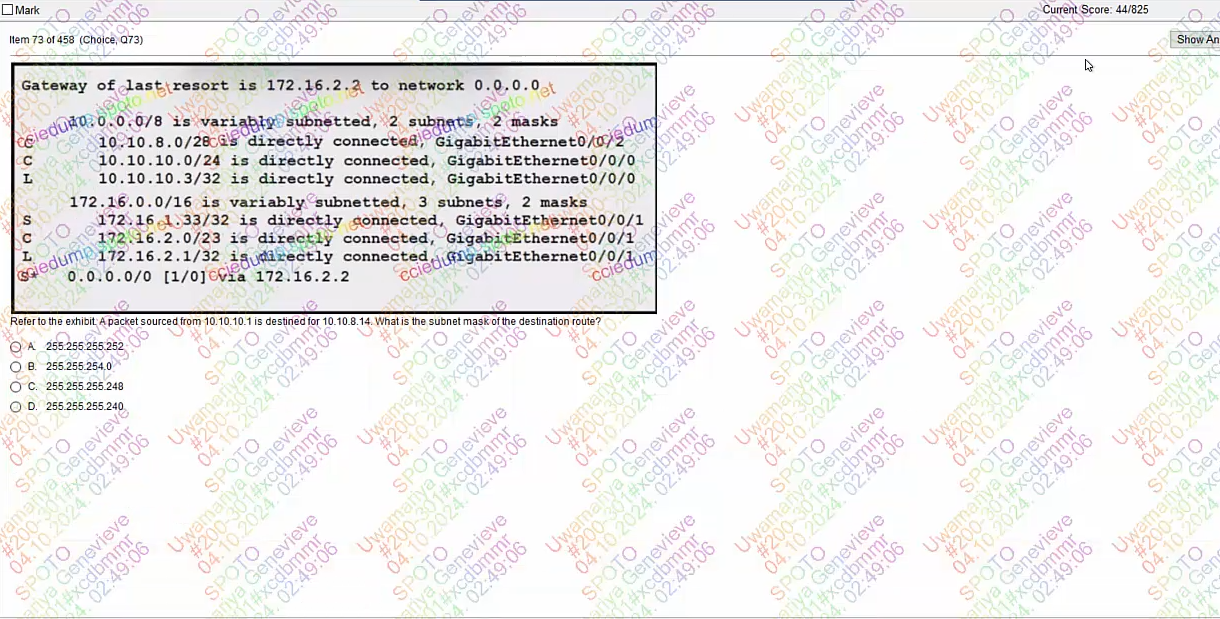 Mark
Current Score: 44/825
Item 73 of 458 (Choice, Q73)
Show An
Gateway of last resort is 172.16.2.2 to network 0.0.0.0
10.0.0.0/8 is variably subnetted, 2 subnets, 2 masks
C 10.10.8.0/28 is directly connected, GigabitEthernet0/0/2
C 10.10.10.0/24 is directly connected, GigabitEthernet0/0/0
L 10.10.10.3/32 is directly connected, GigabitEthernet0/0/0
172.16.0.0/16 is variably subnetted, 3 subnets, 2 masks
S 172.16.1.33/32 is directly connected, GigabitEthernet0/0/1
C 172.16.2.0/23 is directly connected, GigabitEthernet0/0/1
L 172.16.2.1/32 is directly connected, GigabitEthernet0/0/1
S* 0.0.0.0/0 [1/0] via 172.16.2.2
Refer to the exhibit. A packet sourced from 10.10.10.1 is destined for 10.10.8.14. What is the subnet mask of the destination route?
A. 255.255.255.252
B. 255.255.254.0
C. 255.255.255.248
D. 255.255.255.240
SPOTO
Uwamariya Genevieve
#200-301#xcdbmmr
04.10.2024. 02:49:06